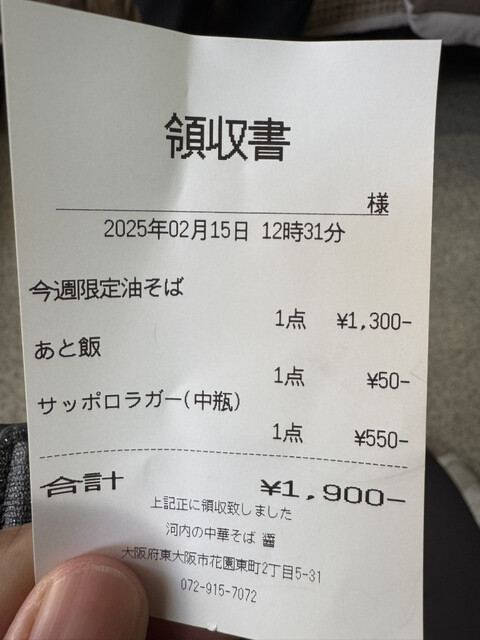 領収書
様
2025年02月15日 12時31分
今週限定油そば
1点 ¥1,300-
あと飯
1点 ¥50-
サッポロラガー(中瓶)
1点 ¥550-
合計 ¥1,900-
上記正に領収致しました
河内の中華そば 醤
大阪府東大阪市花園東町2丁目5-31
072-915-7072